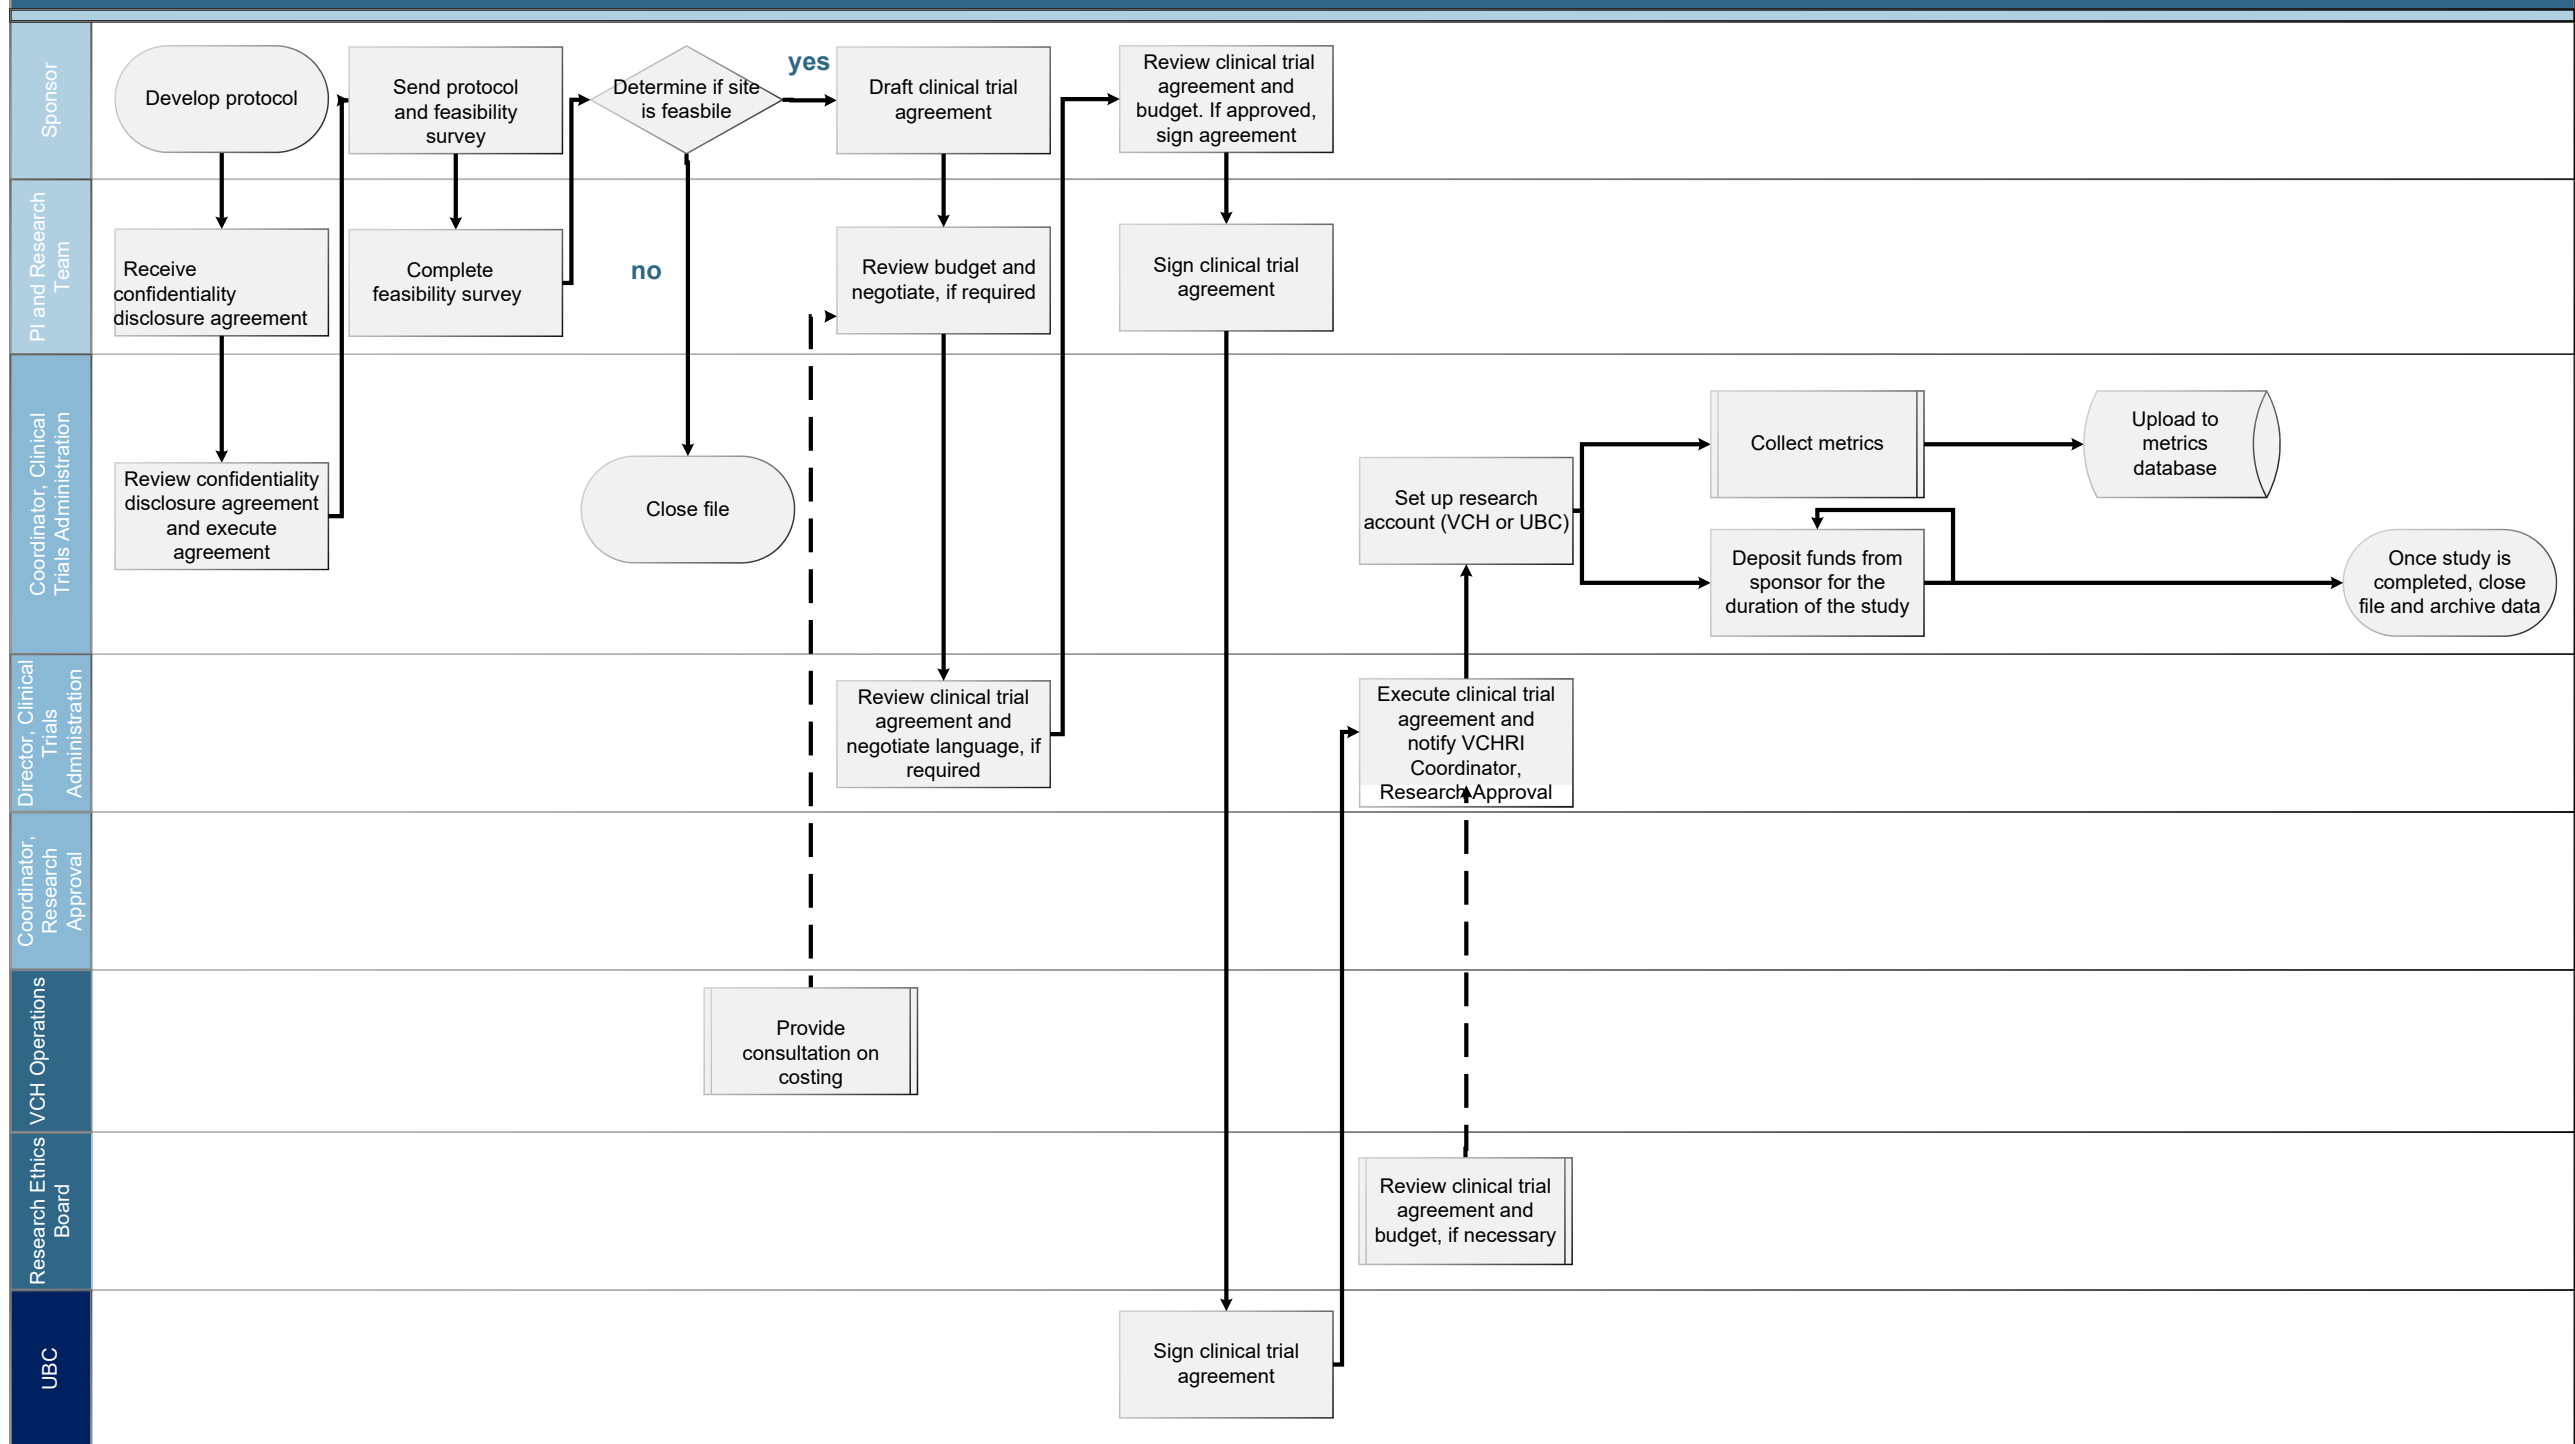 Sponsor
Develop protocol
Send protocol
and feasibility
survey
Determine if site
is feasbile
yes
Draft clinical trial
agreement
Review clinical trial
agreement and
budget. If approved,
sign agreement
PI and Research
Team
Receive
confidentiality
disclosure agreement
Complete
feasibility survey
no
Review budget and
negotiate, if required
Sign clinical trial
agreement
Coordinator, Clinical
Trials Administration
Review confidentiality
disclosure agreement
and execute
agreement
Close file
Set up research
account (VCH or UBC)
Collect metrics
Upload to
metrics
database
Deposit funds from
sponsor for the
duration of the study
Once study is
completed, close
file and archive data
Director, Clinical
Trials
Administration
Review clinical trial
agreement and
negotiate language, if
required
Execute clinical trial
agreement and
notify VCHRI
Coordinator,
Research Approval
Coordinator,
Research
Approval
VCH Operations
Provide
consultation on
costing
Research Ethics
Board
Review clinical trial
agreement and
budget, if necessary
UBC
Sign clinical trial
agreement